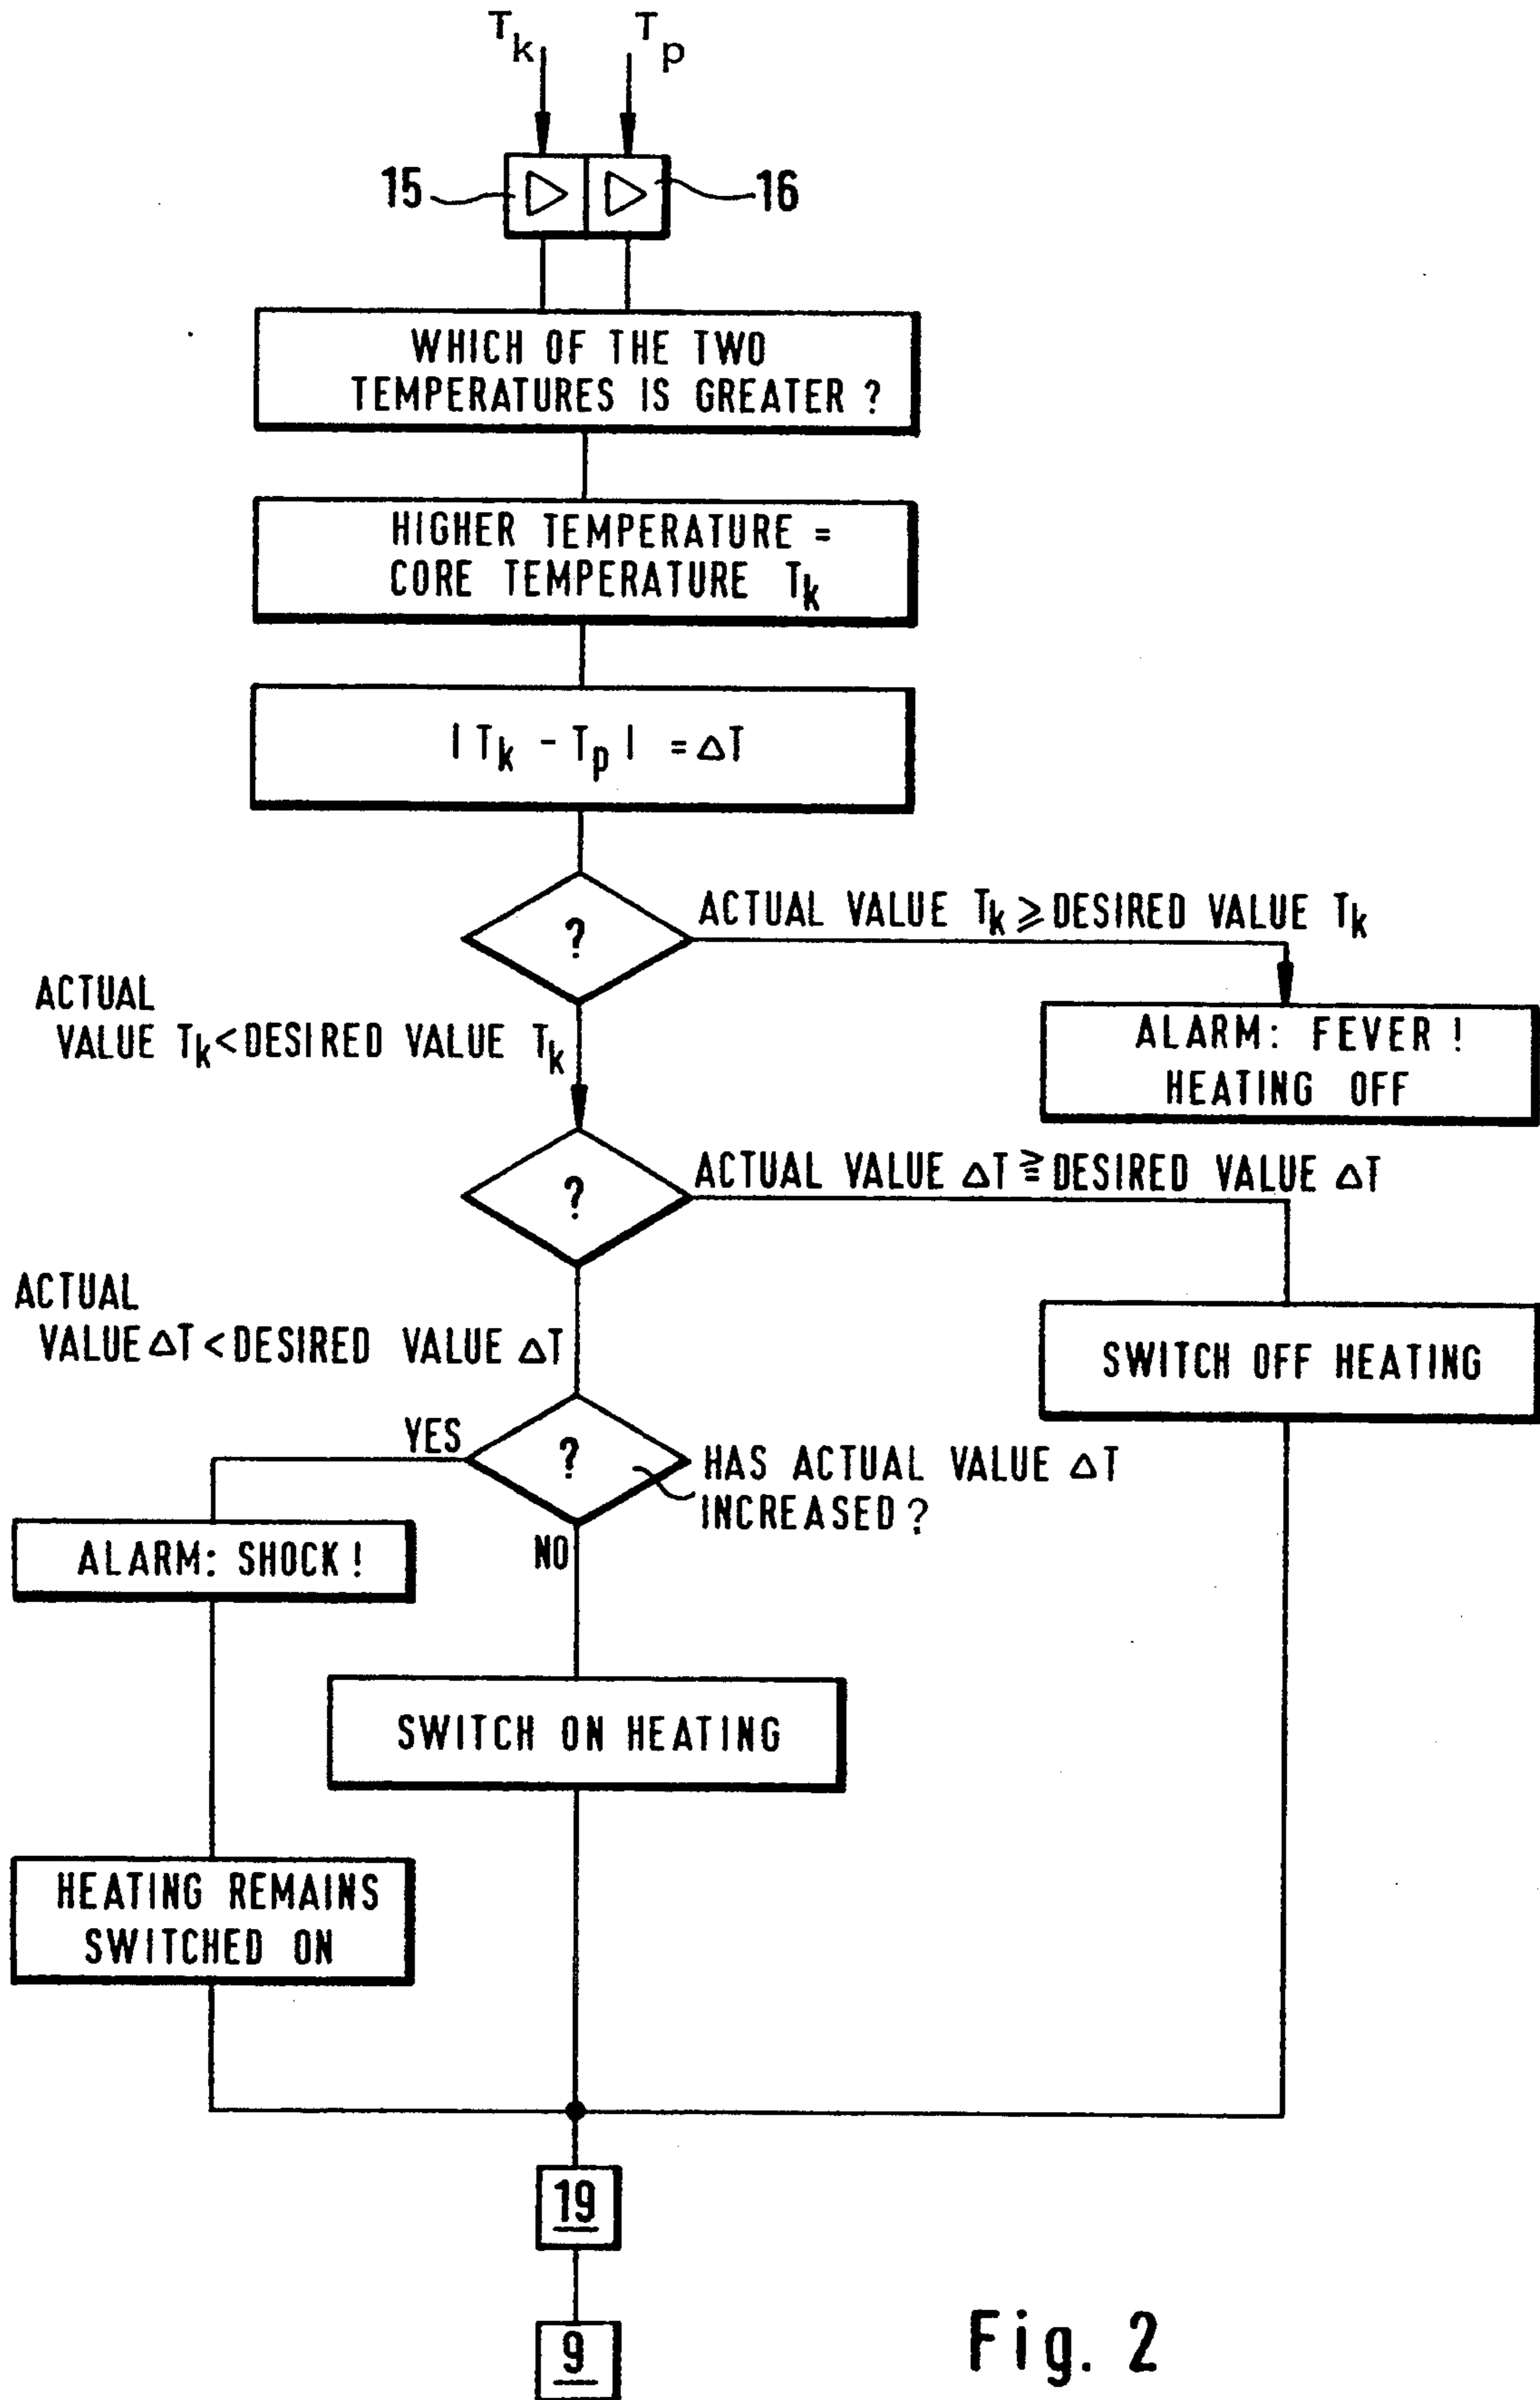 Tk Tp
15 16
WHICH OF THE TWO
TEMPERATURES IS GREATER ?
HIGHER TEMPERATURE =
CORE TEMPERATURE Tk
| Tk - Tp | = ΔT
?
ACTUAL VALUE Tk ⩾ DESIRED VALUE Tk
ACTUAL
VALUE Tk < DESIRED VALUE Tk
ALARM: FEVER !
HEATING OFF
?
ACTUAL VALUE ΔT ≧ DESIRED VALUE ΔT
ACTUAL
VALUE ΔT < DESIRED VALUE ΔT
SWITCH OFF HEATING
YES
?
HAS ACTUAL VALUE ΔT
INCREASED ?
NO
ALARM: SHOCK !
SWITCH ON HEATING
HEATING REMAINS
SWITCHED ON
19
9
Fig. 2